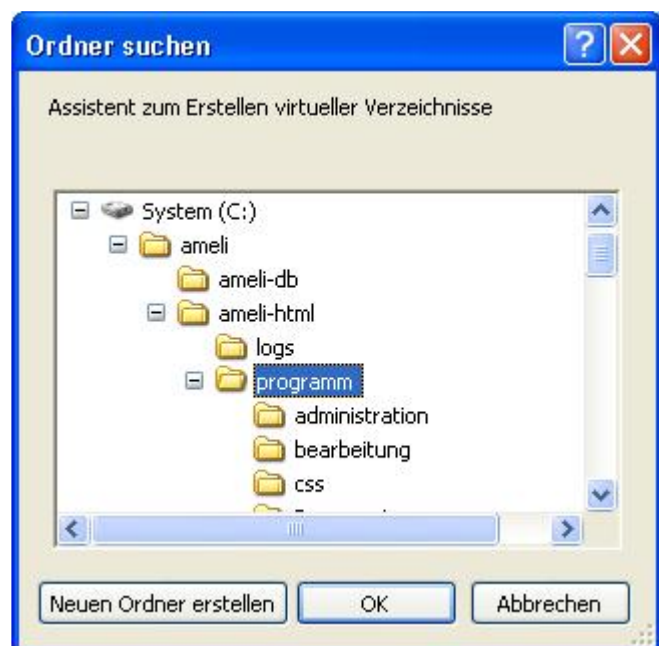 Ordner suchen
Assistent zum Erstellen virtueller Verzeichnisse
System (C:)
ameli
ameli-db
ameli-html
logs
programm
administration
bearbeitung
css
Neuen Ordner erstellen OK Abbrechen